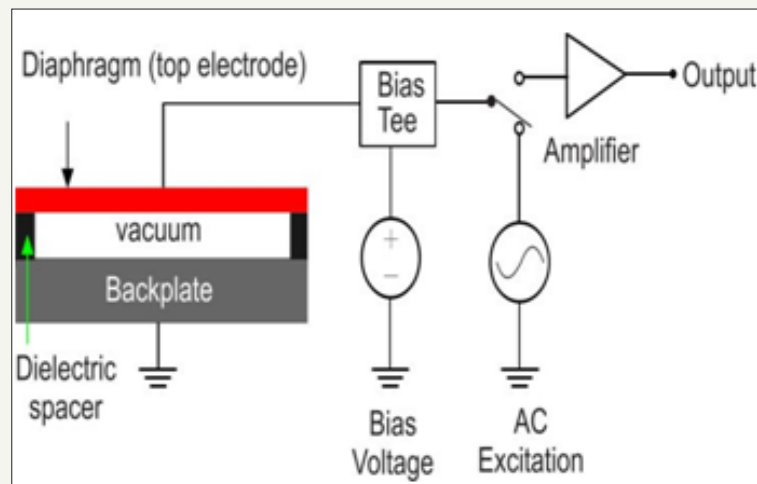 Diaphragm (top electrode)
Bias
Tee
Output
Amplifier
vacuum
+
−
Backplate
Dielectric
spacer
Bias
Voltage
AC
Excitation